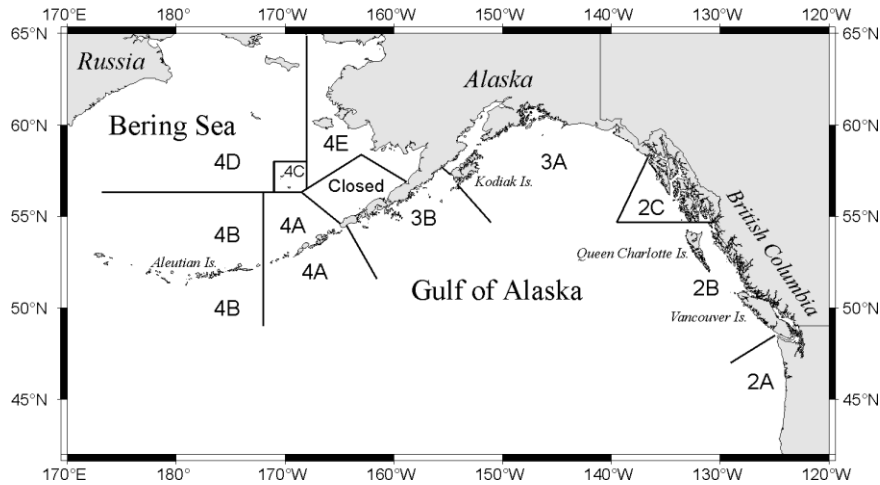 170°E 180° 170°W 160°W 150°W 140°W 130°W 120°W
65°N 65°N
Russia
Alaska
60°N 60°N
Bering Sea
4E
4D
4C
3A
Closed
Kodiak Is.
2C
3B
55°N 55°N
4B
4A
British Columbia
Queen Charlotte Is.
Aleutian Is.
4A
2B
Gulf of Alaska
4B
50°N 50°N
Vancouver Is.
2A
45°N 45°N
170°E 180° 170°W 160°W 150°W 140°W 130°W 120°W